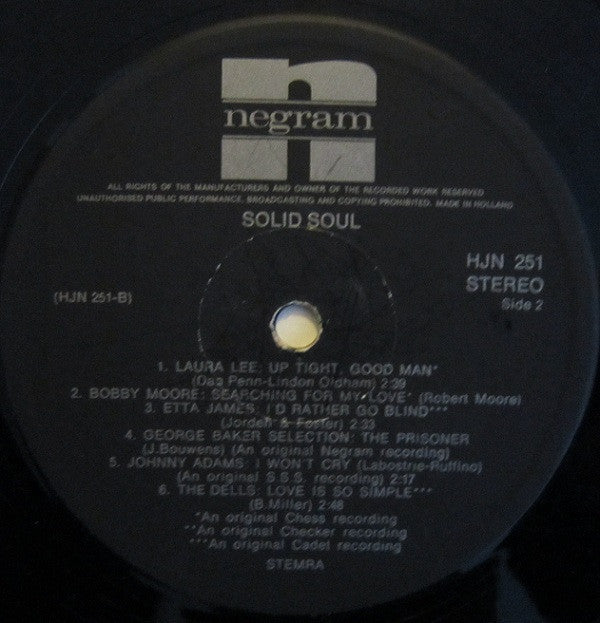 negram
ALL RIGHTS OF THE MANUFACTURERS AND OWNER OF THE RECORDED WORK RESERVED
UNAUTHORISED PUBLIC PERFORMANCE, BROADCASTING AND COPYING PROHIBITED. MADE IN HOLLAND
SOLID SOUL
HJN 251
STEREO
Side 2
(HJN 251-B)
1. LAURA LEE: UP TIGHT, GOOD MAN*
(Daa Penn-Lindon Oldham) 2:39
2. BOBBY MOORE: SEARCHING FOR MY LOVE* (Robert Moore)
3. ETTA JAMES: I'D RATHER GO BLIND***
(Jorden & Foster) 2:33
4. GEORGE BAKER SELECTION: THE PRISONER
(J.Bouwens) (An original Negram recording)
5. JOHNNY ADAMS: I WON'T CRY (Labostrie-Ruffino)
(An original S.S.S. recording) 2:17
6. THE DELLS: LOVE IS SO SIMPLE***
(B.Miller) 2:48
*An original Chess recording
**An original Checker recording
***An original Cadet recording
STEMRA